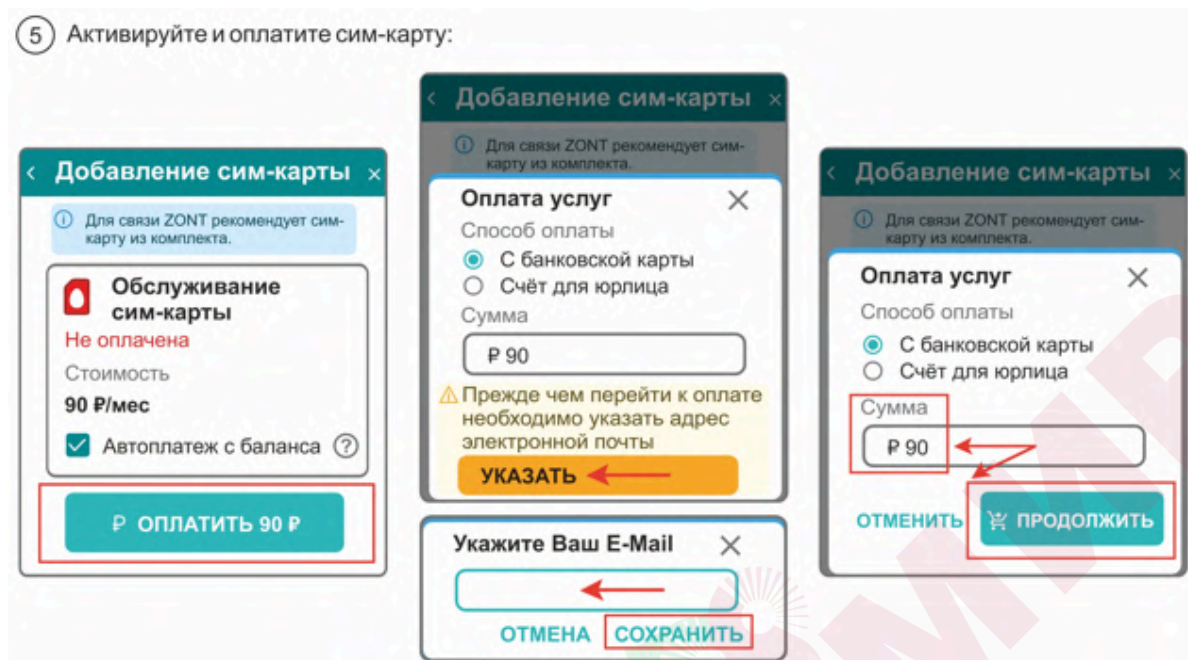 5 Активируйте и оплатите сим-карту:
< Добавление сим-карты ×
Для связи ZONT рекомендует сим-
карту из комплекта.
Обслуживание
сим-карты
Не оплачена
Стоимость
90 ₽/мес
Автоплатеж с баланса ?
₽ ОПЛАТИТЬ 90 ₽
< Добавление сим-карты ×
Для связи ZONT рекомендует сим-
карту из комплекта.
Оплата услуг
Способ оплаты
С банковской карты
Счёт для юрлица
Сумма
₽ 90
Прежде чем перейти к оплате
необходимо указать адрес
электронной почты
УКАЗАТЬ
Укажите Ваш E-Mail
ОТМЕНА СОХРАНИТЬ
< Добавление сим-карты ×
Для связи ZONT рекомендует сим-
карту из комплекта.
Оплата услуг
Способ оплаты
С банковской карты
Счёт для юрлица
Сумма
₽ 90
ОТМЕНИТЬ ПРОДОЛЖИТЬ